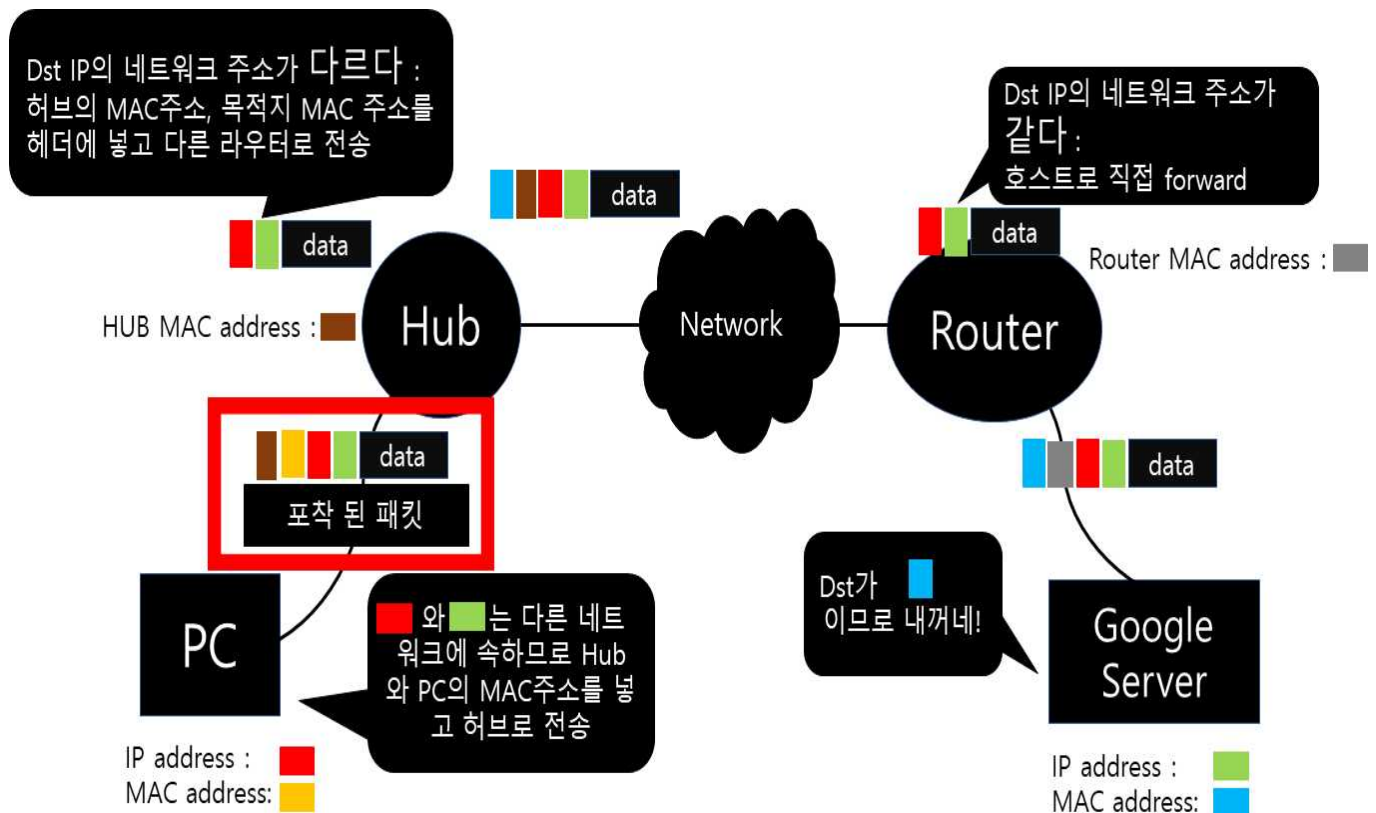 Dst IP의 네트워크 주소가 다르다 :
허브의 MAC주소, 목적지 MAC 주소를
헤더에 넣고 다른 라우터로 전송
Dst IP의 네트워크 주소가
같다 :
호스트로 직접 forward
data
data
data
Router MAC address :
HUB MAC address :
Hub
Network
Router
data
포착 된 패킷
data
PC
와 는 다른 네트
워크에 속하므로 Hub
와 PC의 MAC주소를 넣
고 허브로 전송
Dst가
이므로 내꺼네!
Google
Server
IP address :
MAC address:
IP address :
MAC address: